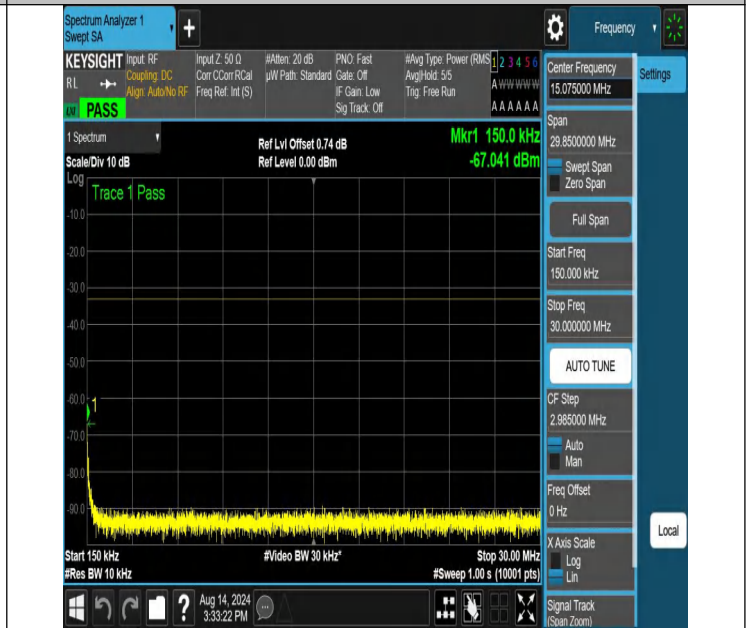 Spectrum Analyzer 1
Swept SA
+
Frequency
KEYSIGHT
RL
PASS
Input: RF
Coupling: DC
Align: Auto/No RF
Input Z: 50 Ω
Corr CCorr RCal
Freq Ref: Int (S)
#Atten: 20 dB
µW Path: Standard
PNO: Fast
Gate: Off
IF Gain: Low
Sig Track: Off
#Avg Type: Power (RMS
Avg|Hold: 5/5
Trig: Free Run
1 2 3 4 5 6
A W W W W W
A A A A A A
1 Spectrum
Scale/Div 10 dB
Ref Lvl Offset 0.74 dB
Ref Level 0.00 dBm
Mkr1 150.0 kHz
-67.041 dBm
Log
Trace 1 Pass
-10.0
-20.0
-30.0
-40.0
-50.0
-60.0
1
-70.0
-80.0
-90.0
Start 150 kHz
#Res BW 10 kHz
#Video BW 30 kHz*
Stop 30.00 MHz
#Sweep 1.00 s (10001 pts)
?
Aug 14, 2024
3:33:22 PM
Center Frequency
15.075000 MHz
Settings
Span
29.8500000 MHz
Swept Span
Zero Span
Full Span
Start Freq
150.000 kHz
Stop Freq
30.000000 MHz
AUTO TUNE
CF Step
2.985000 MHz
Auto
Man
Freq Offset
0 Hz
Local
X Axis Scale
Log
Lin
Signal Track
(Span Zoom)